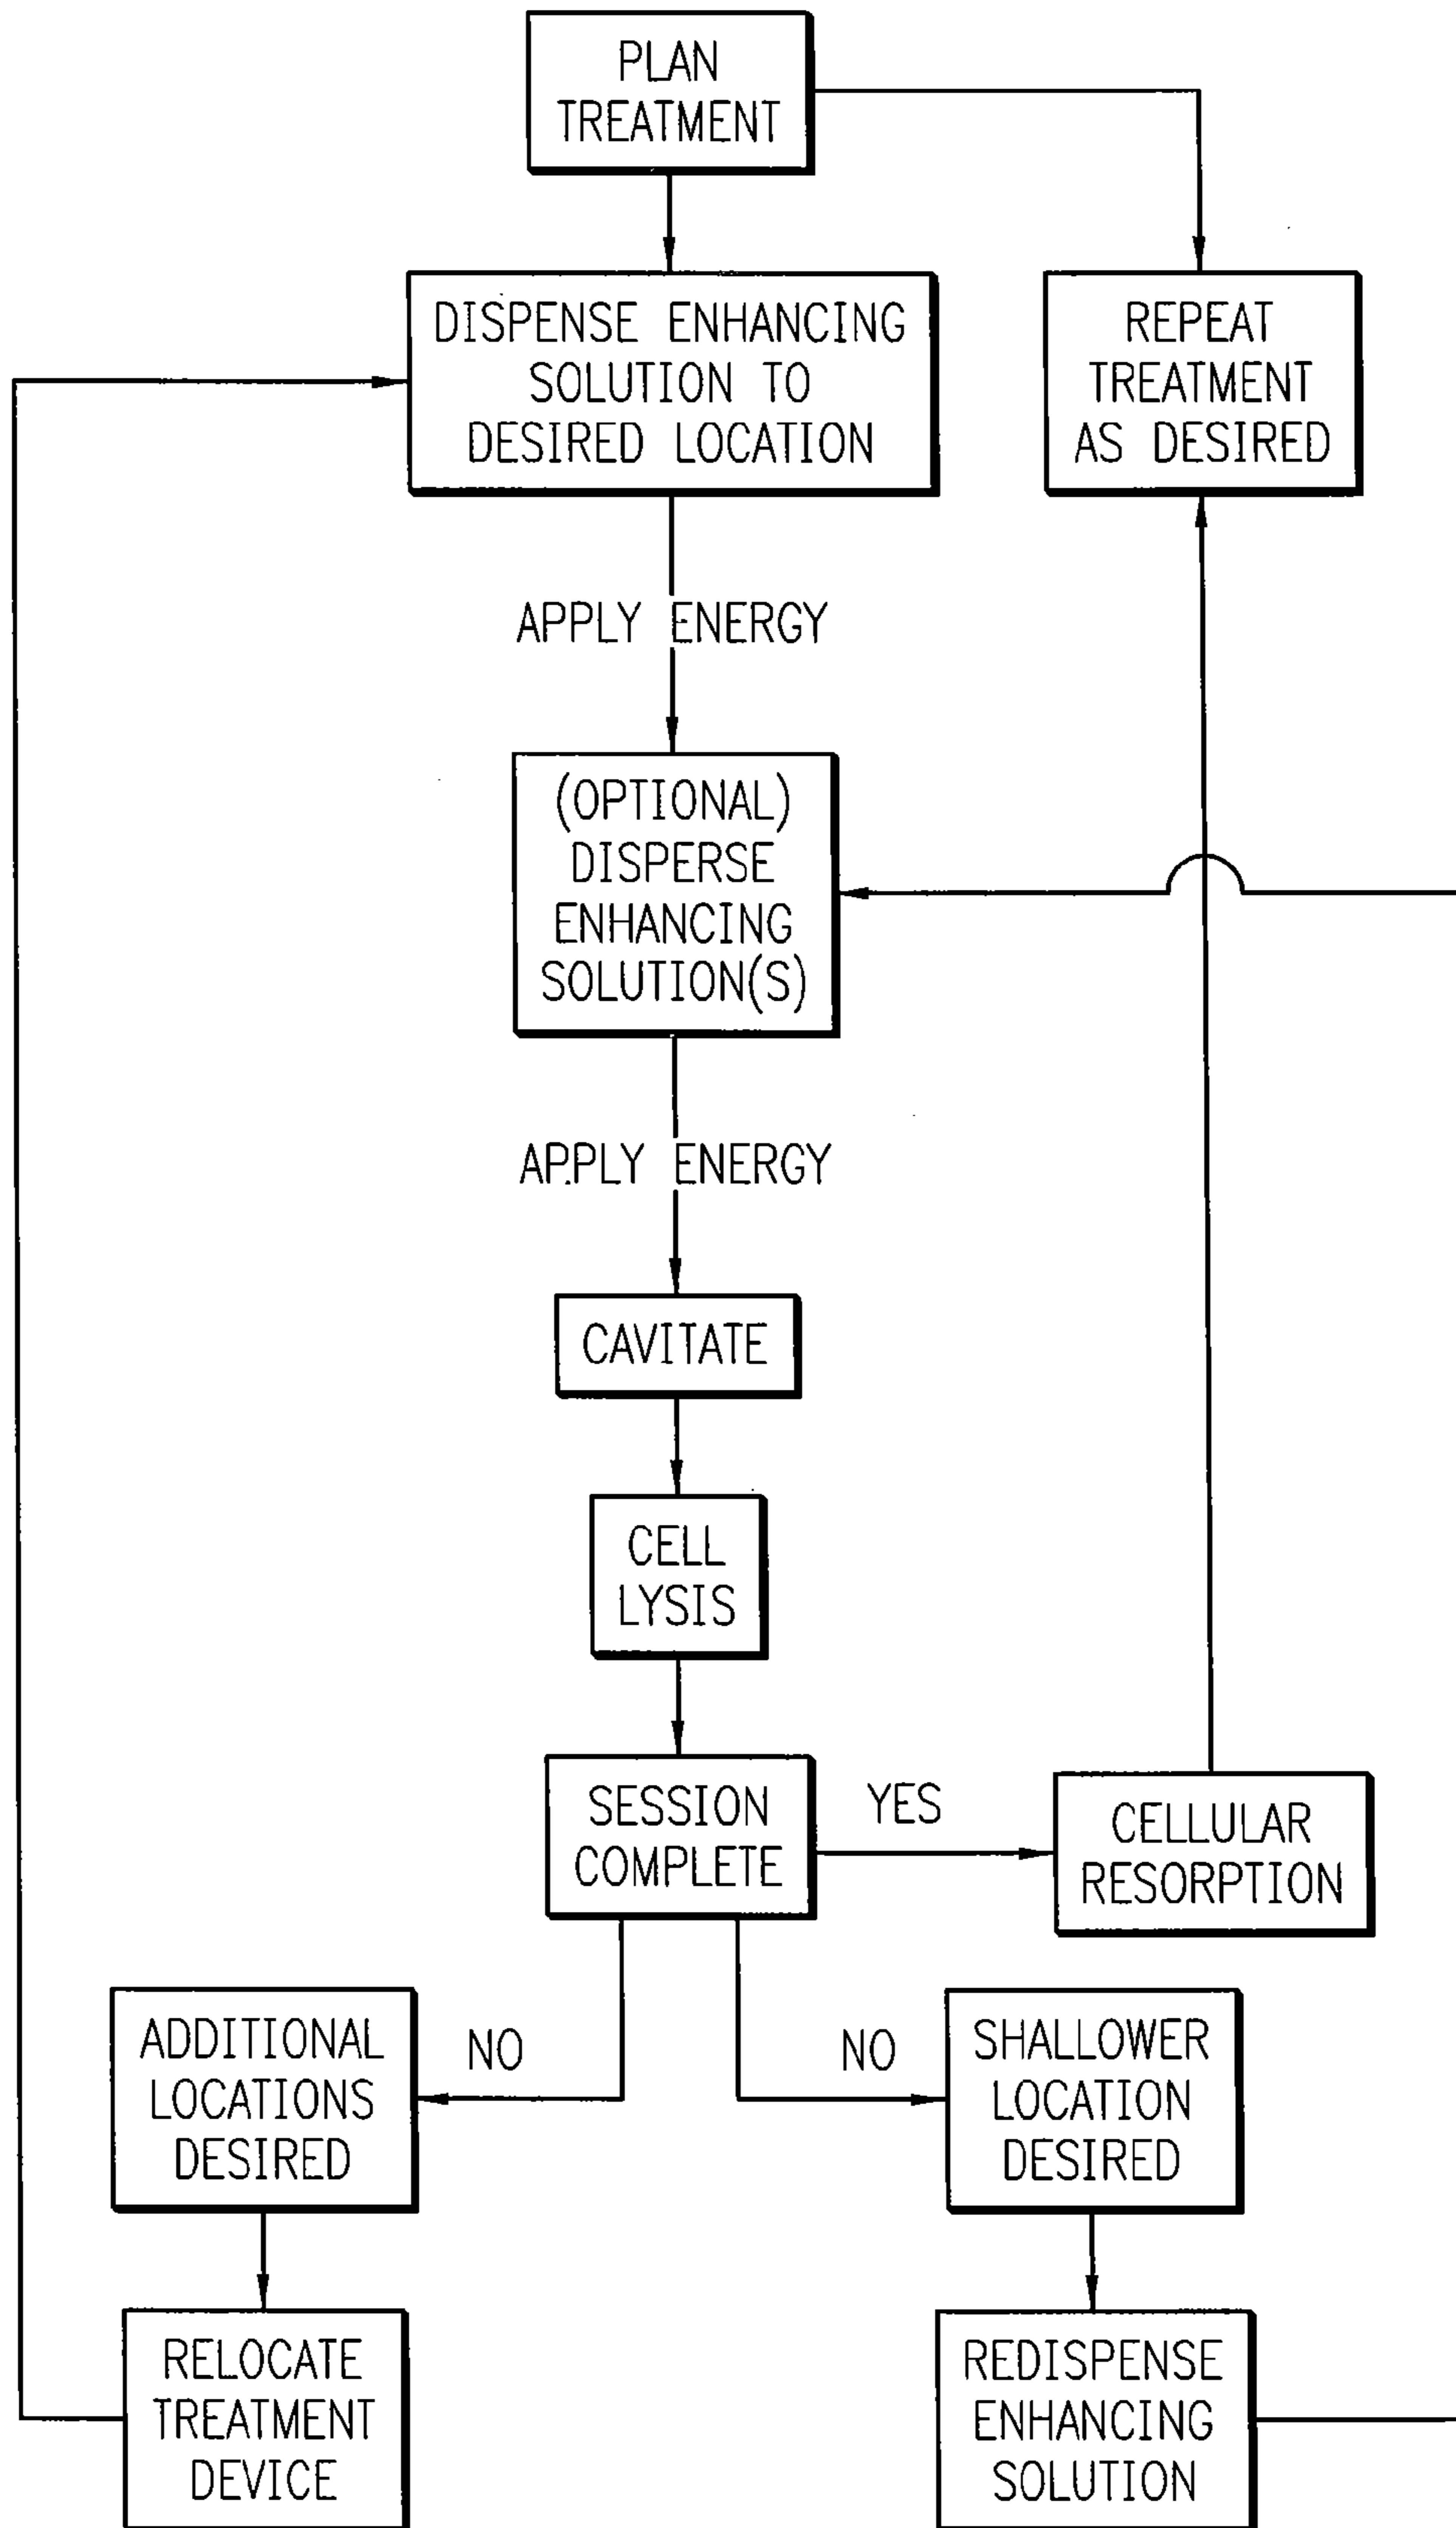 PLAN
TREATMENT
DISPENSE ENHANCING
SOLUTION TO
DESIRED LOCATION
REPEAT
TREATMENT
AS DESIRED
APPLY ENERGY
(OPTIONAL)
DISPERSE
ENHANCING
SOLUTION(S)
APPLY ENERGY
CAVITATE
CELL
LYSIS
SESSION
COMPLETE
YES
CELLULAR
RESORPTION
ADDITIONAL
LOCATIONS
DESIRED
NO
NO
SHALLOWER
LOCATION
DESIRED
RELOCATE
TREATMENT
DEVICE
REDISPENSE
ENHANCING
SOLUTION